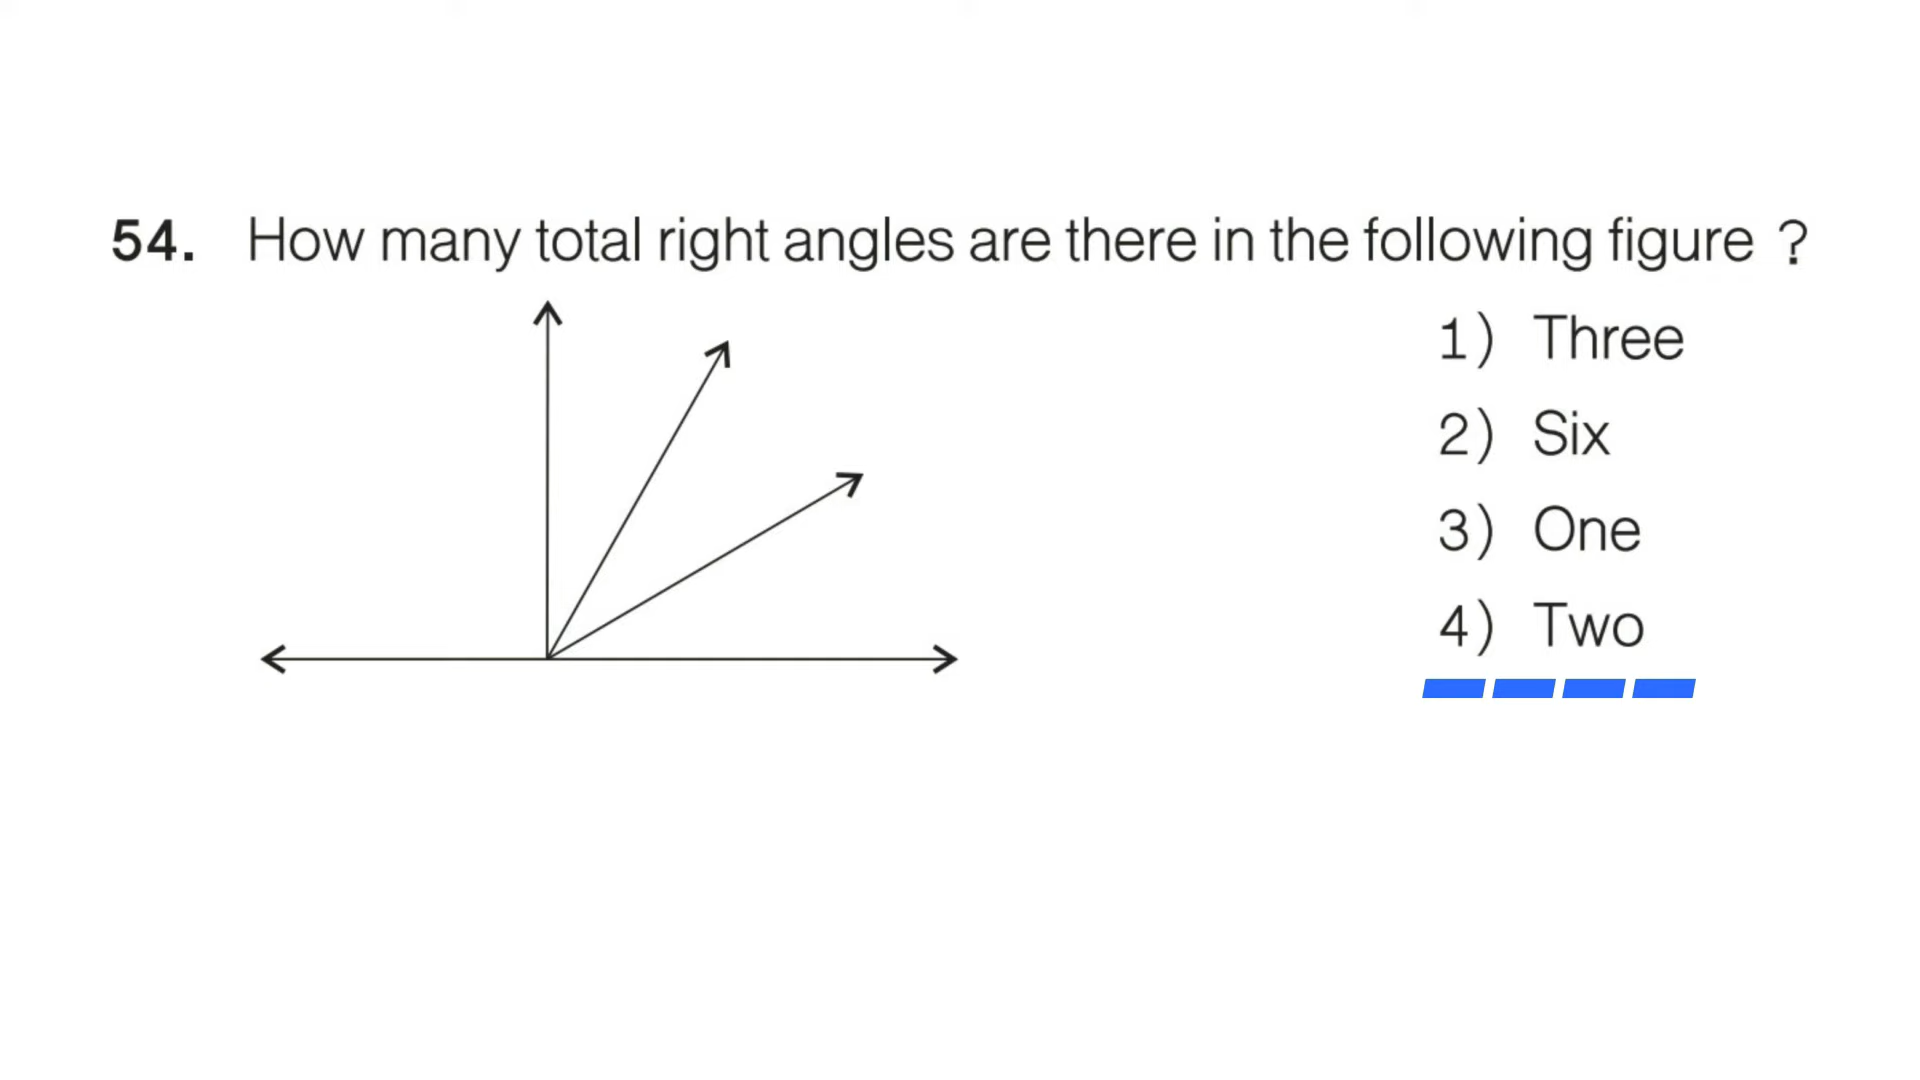 54. How many total right angles are there in the following figure ?
1) Three
2) Six
3) One
4) Two